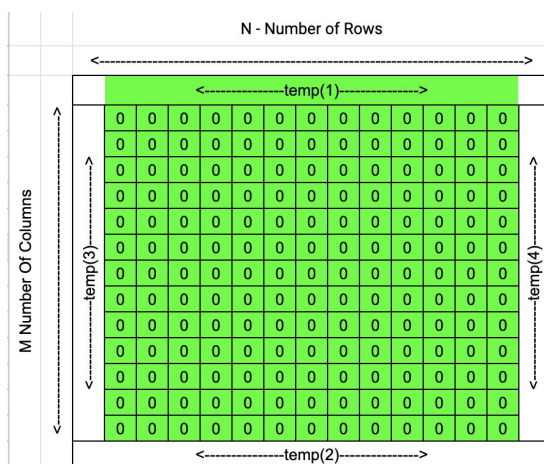 N - Number of Rows
<------------------------------------------------------------------------>
<---------------temp(1)--------------->
0 0 0 0 0 0 0 0 0 0 0 0 0
0 0 0 0 0 0 0 0 0 0 0 0 0
0 0 0 0 0 0 0 0 0 0 0 0 0
0 0 0 0 0 0 0 0 0 0 0 0 0
0 0 0 0 0 0 0 0 0 0 0 0 0
0 0 0 0 0 0 0 0 0 0 0 0 0
0 0 0 0 0 0 0 0 0 0 0 0 0
0 0 0 0 0 0 0 0 0 0 0 0 0
0 0 0 0 0 0 0 0 0 0 0 0 0
0 0 0 0 0 0 0 0 0 0 0 0 0
0 0 0 0 0 0 0 0 0 0 0 0 0
0 0 0 0 0 0 0 0 0 0 0 0 0
0 0 0 0 0 0 0 0 0 0 0 0 0
M Number Of Columns
<------------------------------------------------------->
<---------------temp(3)--------------->
<---------------temp(4)--------------->
<---------------temp(2)--------------->